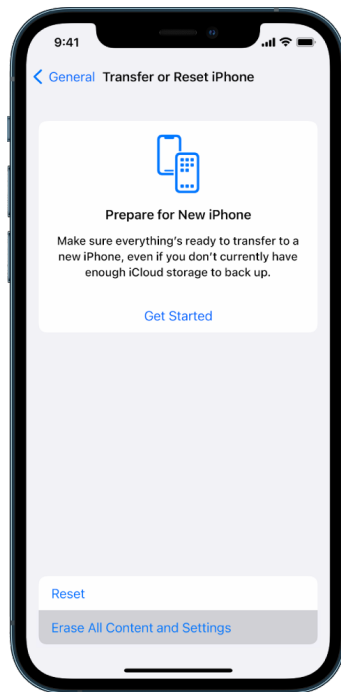 9:41
General Transfer or Reset iPhone
Prepare for New iPhone
Make sure everything's ready to transfer to a
new iPhone, even if you don't currently have
enough iCloud storage to back up.
Get Started
Reset
Erase All Content and Settings